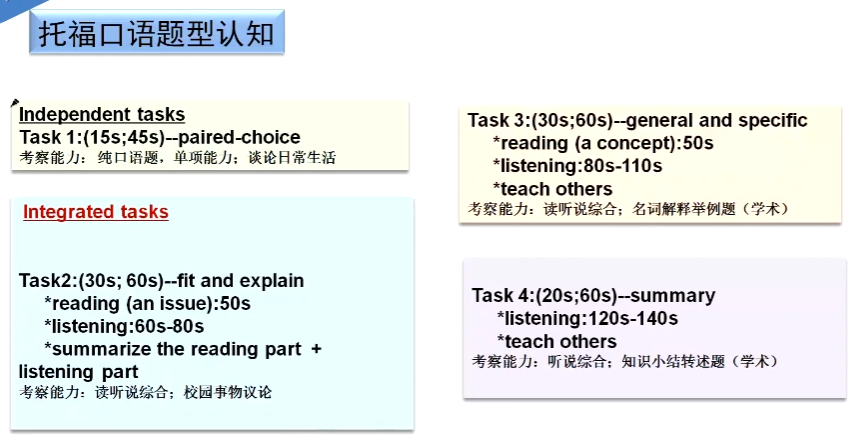 托福口语题型认知
Independent tasks
Task 1:(15s;45s)--paired-choice
考察能力：纯口语题，单项能力；谈论日常生活
Integrated tasks
Task2:(30s; 60s)--fit and explain
*reading (an issue):50s
*listening:60s-80s
*summarize the reading part +
listening part
考察能力：读听说综合；校园事物议论
Task 3:(30s;60s)--general and specific
*reading (a concept):50s
*listening:80s-110s
*teach others
考察能力：读听说综合；名词解释举例题（学术）
Task 4:(20s;60s)--summary
*listening:120s-140s
*teach others
考察能力：听说综合；知识小结转述题（学术）